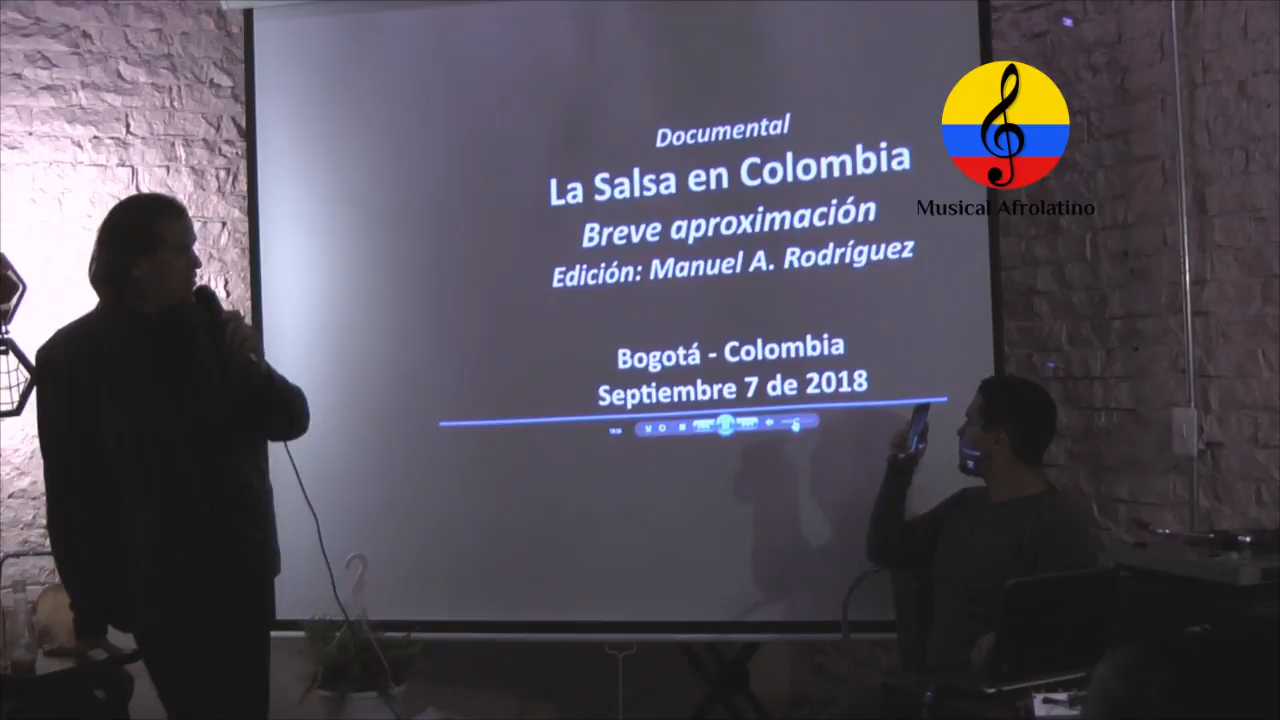 Documental
La Salsa en Colombia
Breve aproximación
Edición: Manuel A. Rodríguez
Bogotá - Colombia
Septiembre 7 de 2018
Musical Afrolatino